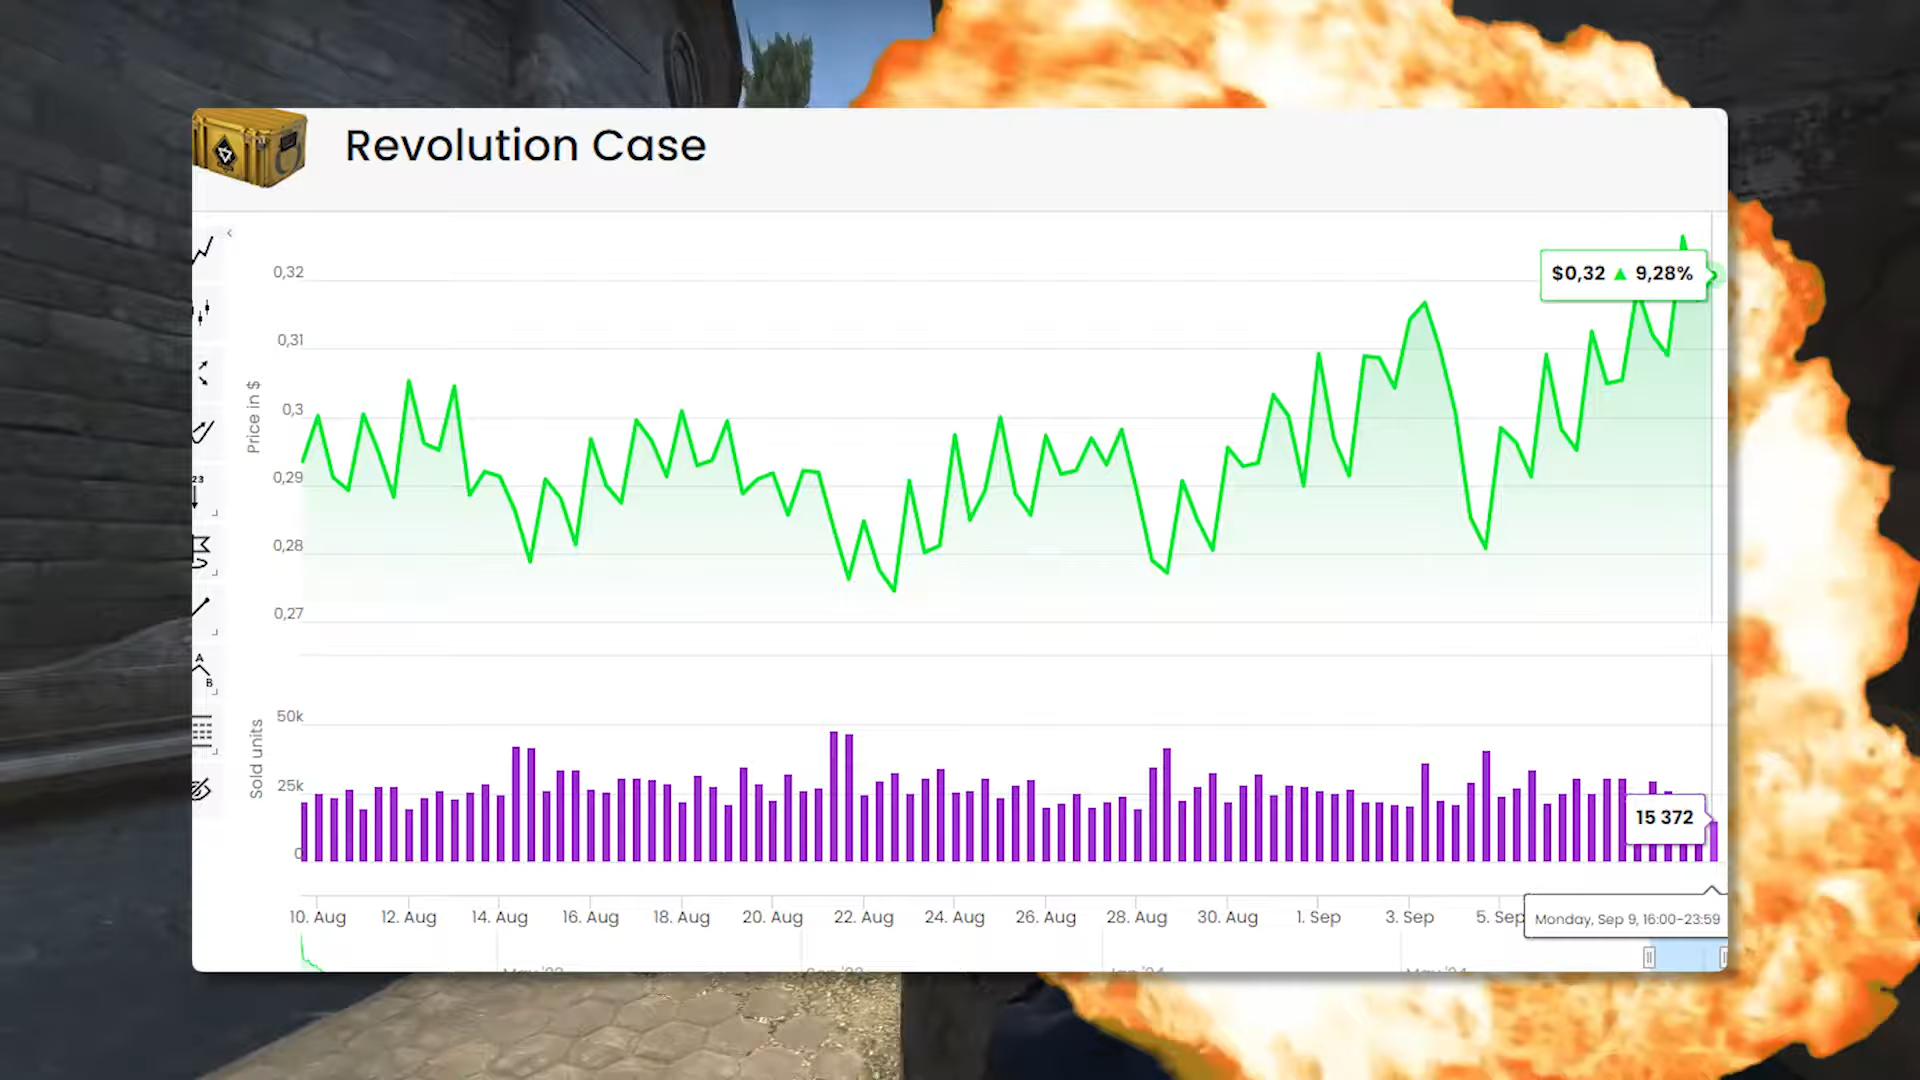 Revolution Case
0,32
$0,32 ▲ 9,28%
0,31
0,3
0,29
0,28
0,27
Price in $
23
A
B
50k
25k
0
Sold units
15 372
10. Aug 12. Aug 14. Aug 16. Aug 18. Aug 20. Aug 22. Aug 24. Aug 26. Aug 28. Aug 30. Aug 1. Sep 3. Sep 5. Sep
Monday, Sep 9, 16:00-23:59